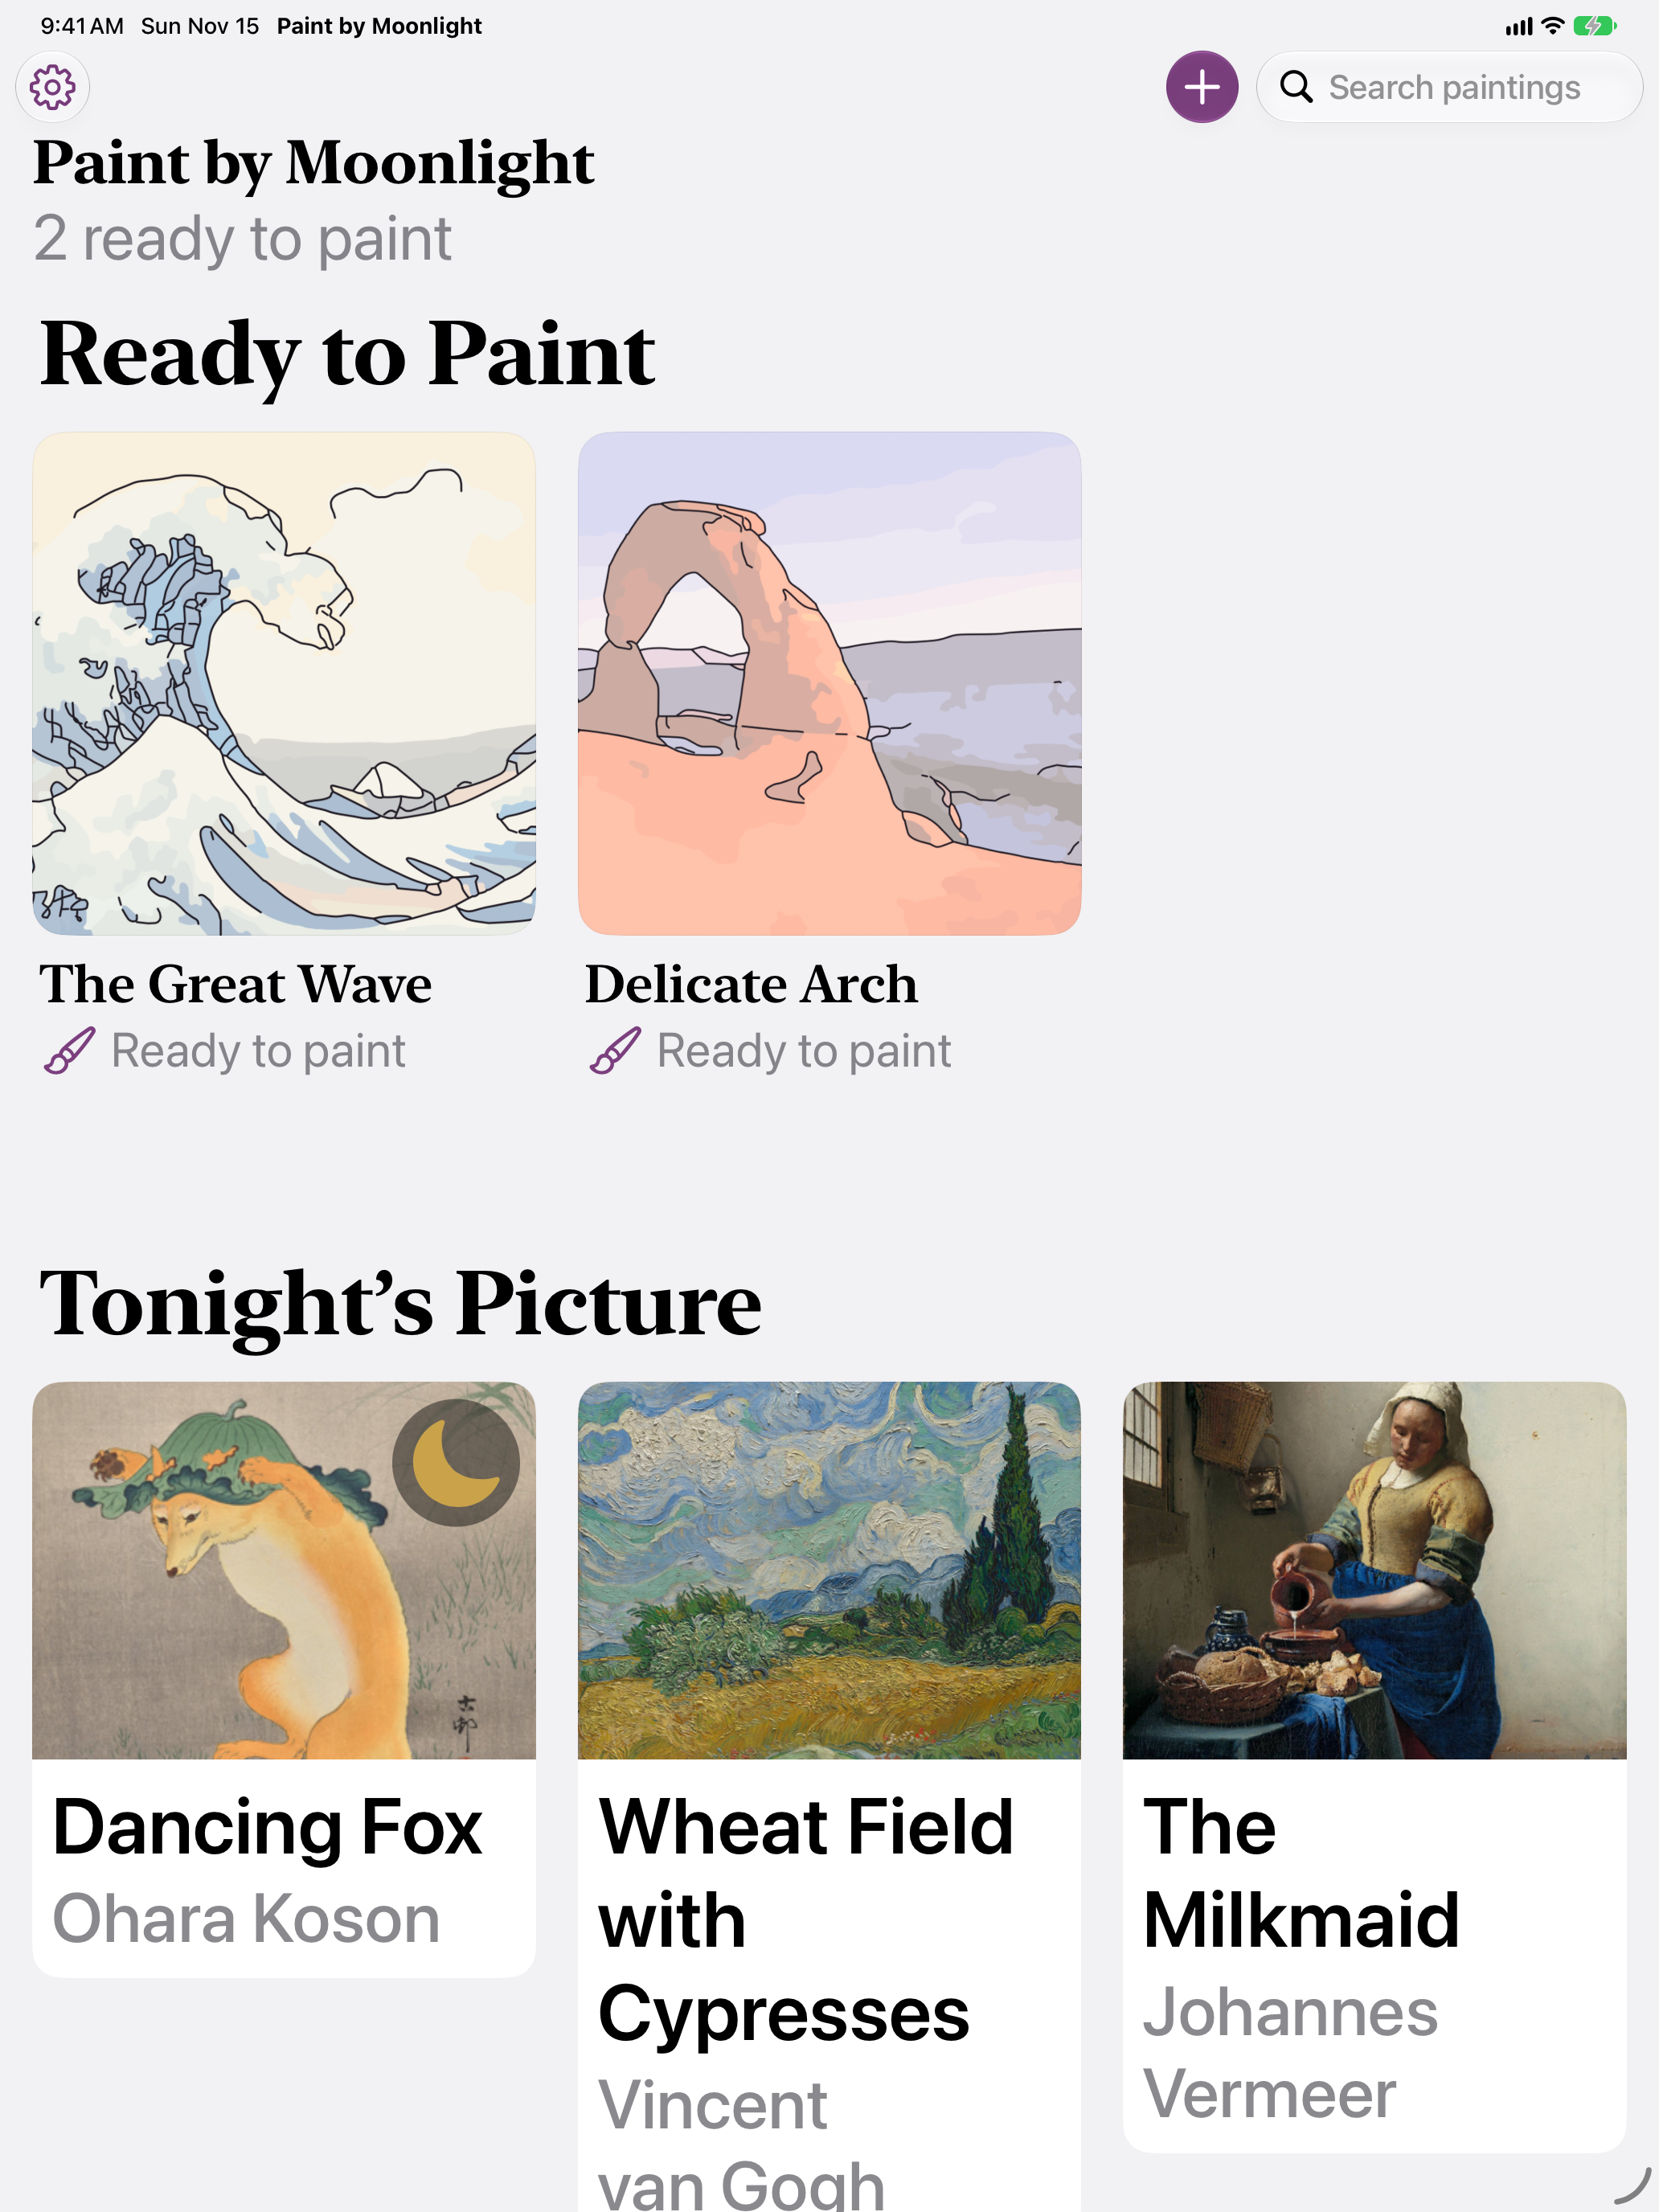 9:41 AM Sun Nov 15 Paint by Moonlight
Search paintings
Paint by Moonlight
2 ready to paint
Ready to Paint
The Great Wave
Ready to paint
Delicate Arch
Ready to paint
Tonight’s Picture
Dancing Fox
Ohara Koson
Wheat Field
with
Cypresses
Vincent
van Gogh
The
Milkmaid
Johannes
Vermeer